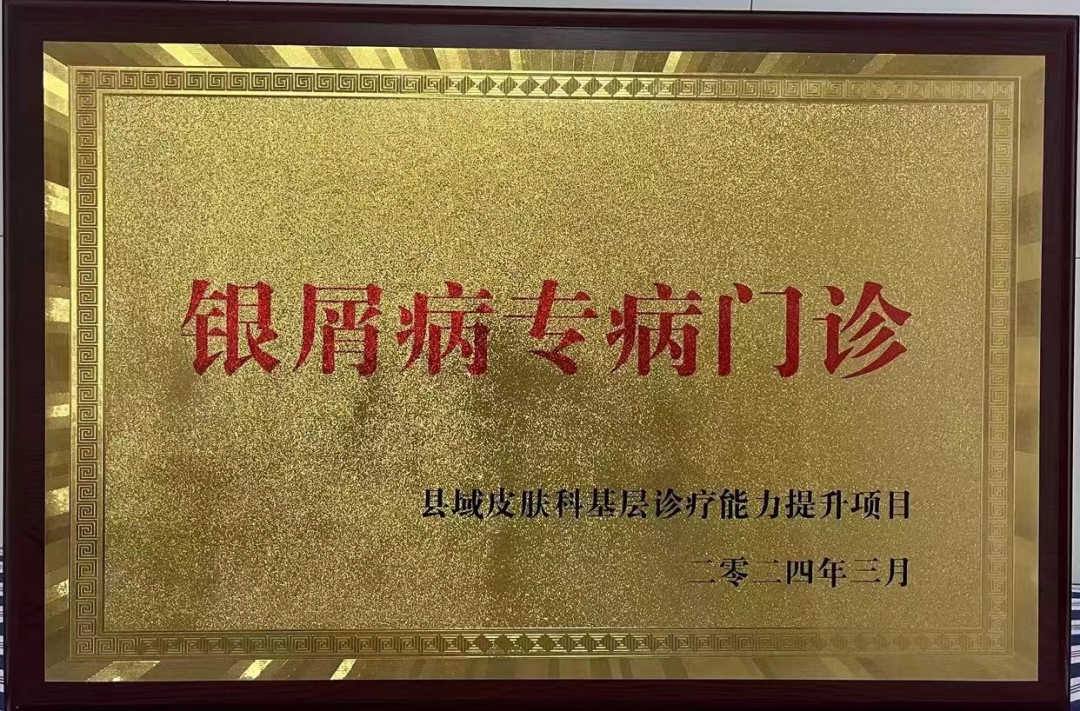 银屑病专病门诊
县域皮肤科基层诊疗能力提升项目
二零二四年三月